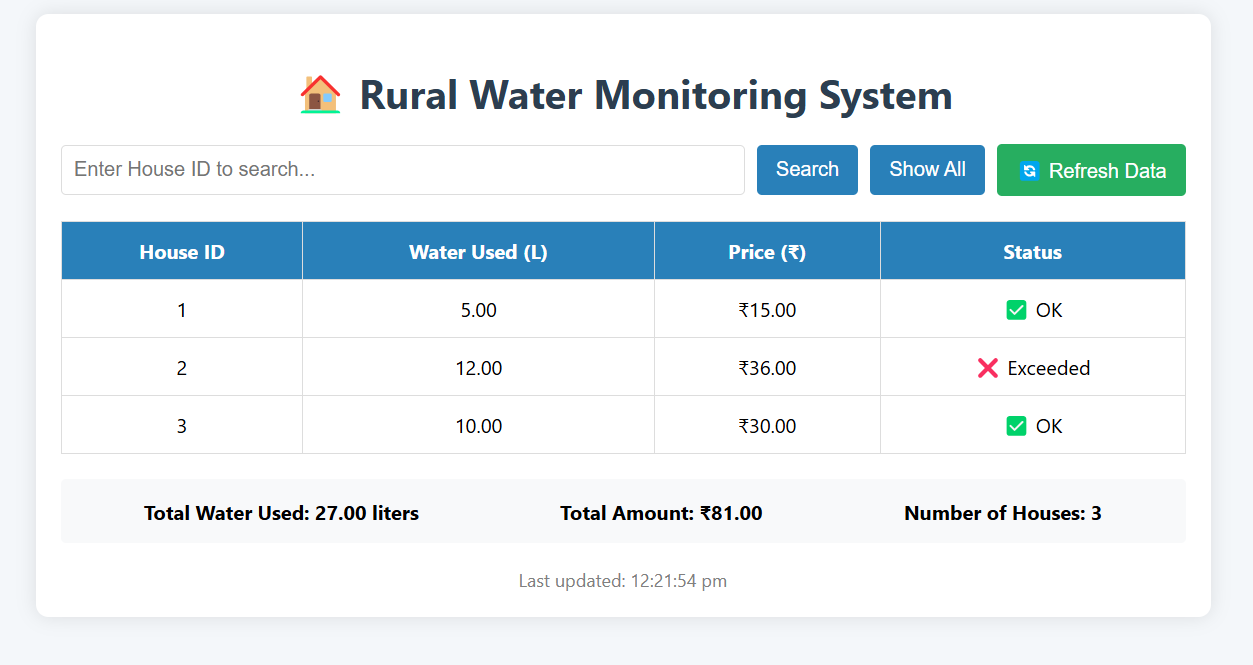 🏠 Rural Water Monitoring System
Enter House ID to search... Search Show All 🔄 Refresh Data
House ID Water Used (L) Price (₹) Status
1 5.00 ₹15.00 ✅ OK
2 12.00 ₹36.00 ❌ Exceeded
3 10.00 ₹30.00 ✅ OK
Total Water Used: 27.00 liters Total Amount: ₹81.00 Number of Houses: 3
Last updated: 12:21:54 pm